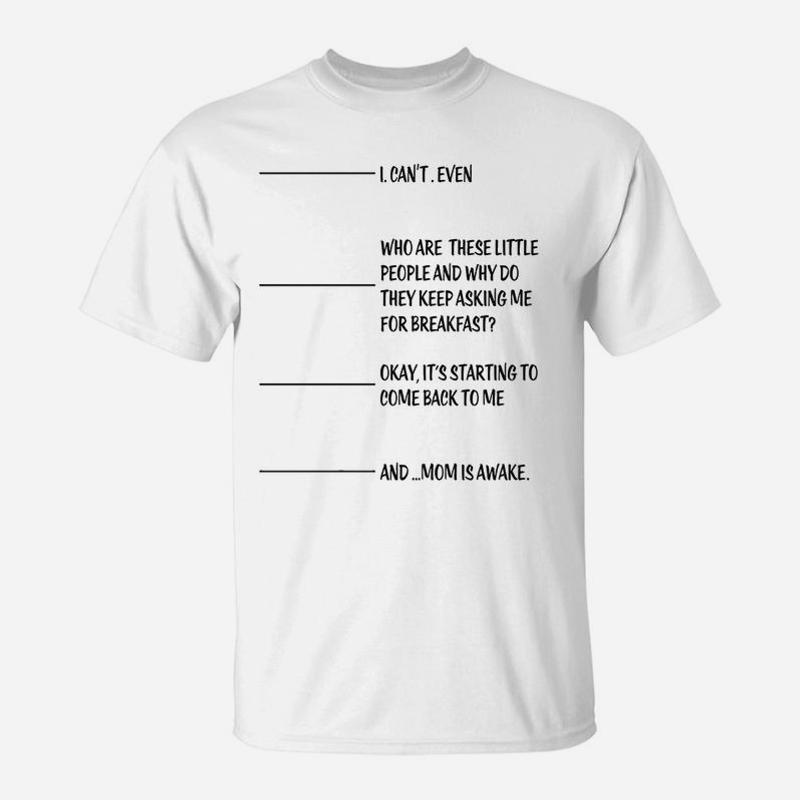 I. CAN'T . EVEN
WHO ARE THESE LITTLE
PEOPLE AND WHY DO
THEY KEEP ASKING ME
FOR BREAKFAST?
OKAY, IT'S STARTING TO
COME BACK TO ME
AND ...MOM IS AWAKE.